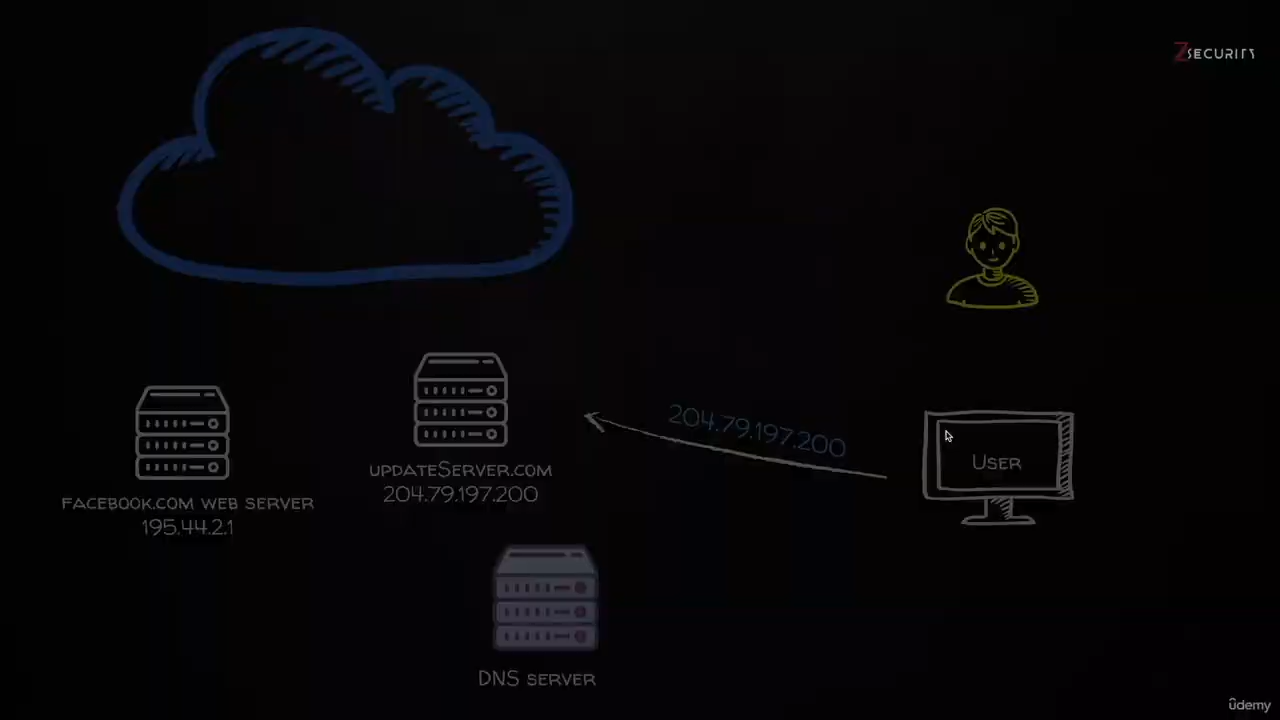 ZSECURITY
204.79.197.200
USER
UPDATESERVER.COM
204.79.197.200
FACEBOOK.COM WEB SERVER
195.44.2.1
DNS SERVER
ûdemy